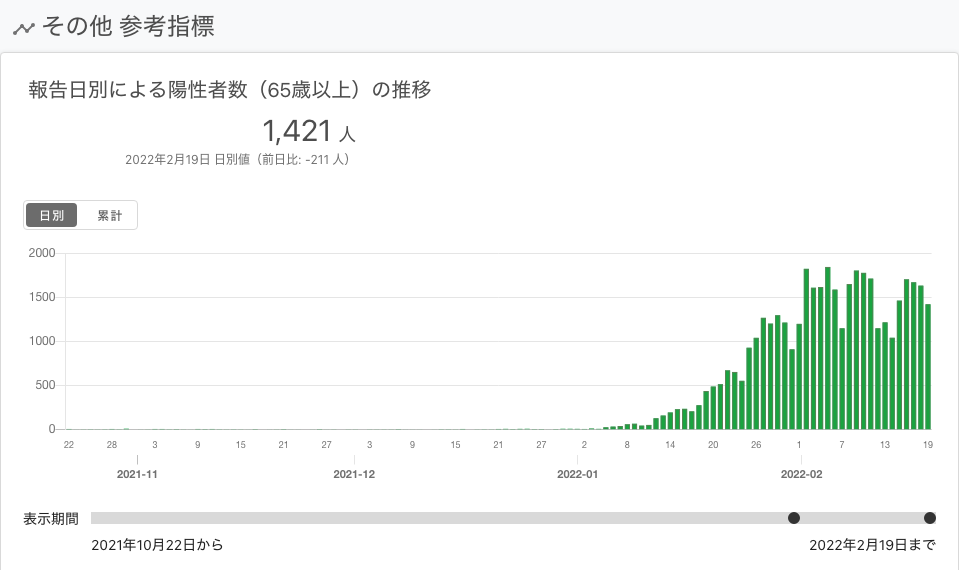 その他 参考指標
報告日別による陽性者数（65歳以上）の推移
1,421 人
2022年2月19日 日別値（前日比: -211 人）
日別 累計
2000
1500
1000
500
0
22 28 3 9 15 21 27 3 9 15 21 27 2 8 14 20 26 1 7 13 19
2021-11 2021-12 2022-01 2022-02
表示期間
2021年10月22日から 2022年2月19日まで